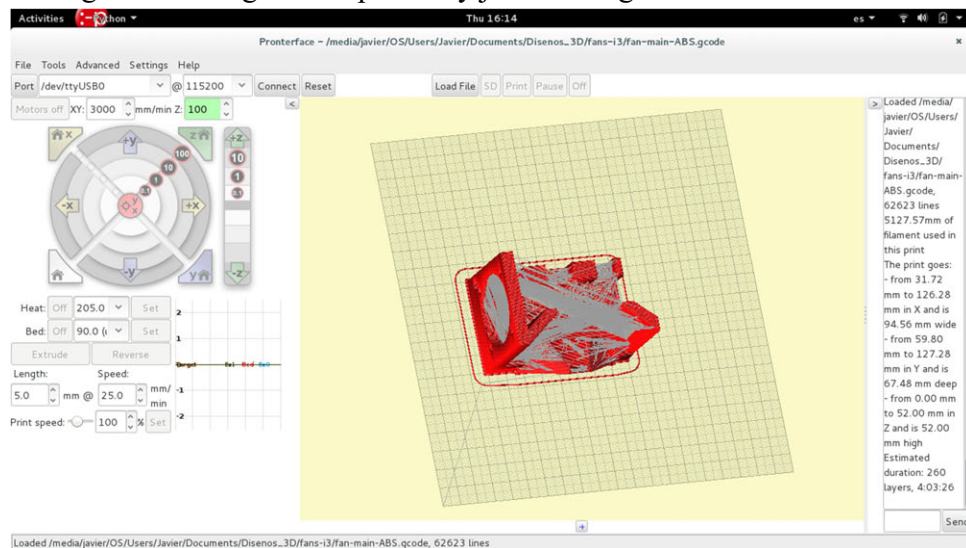 Activities
Python
Thu 16:14
es
Pronterface - /media/javier/OS/Users/Javier/Documents/Disenos_3D/fans-i3/fan-main-ABS.gcode
File Tools Advanced Settings Help
Port /dev/ttyUSB0 @ 115200 Connect Reset Load File SD Print Pause Off
Motors off XY: 3000 mm/min Z: 100
x
+y
z
+z
100
10
1
0.1
10
1
0.1
-x
y
x
+x
-y
y
-z
Heat: Off 205.0 Set
Bed: Off 90.0 Set
Extrude Reverse
Length: Speed:
5.0 mm @ 25.0 mm/
min
Print speed: 100 % Set
2
1
Target Ex1 Bed Ex0
-1
-2
Loaded /media/
javier/OS/Users/
Javier/
Documents/
Disenos_3D/
fans-i3/fan-main-
ABS.gcode,
62623 lines
5127.57mm of
filament used in
this print
The print goes:
- from 31.72
mm to 126.28
mm in X and is
94.56 mm wide
- from 59.80
mm to 127.28
mm in Y and is
67.48 mm deep
- from 0.00 mm
to 52.00 mm in
Z and is 52.00
mm high
Estimated
duration: 260
layers, 4:03:26
Send
Loaded /media/javier/OS/Users/Javier/Documents/Disenos_3D/fans-i3/fan-main-ABS.gcode, 62623 lines